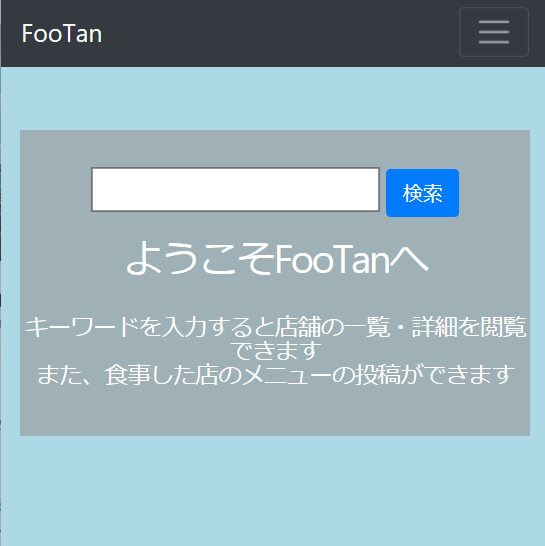 FooTan
検索
ようこそFooTanへ
キーワードを入力すると店舗の一覧・詳細を閲覧
できます
また、食事した店のメニューの投稿ができます